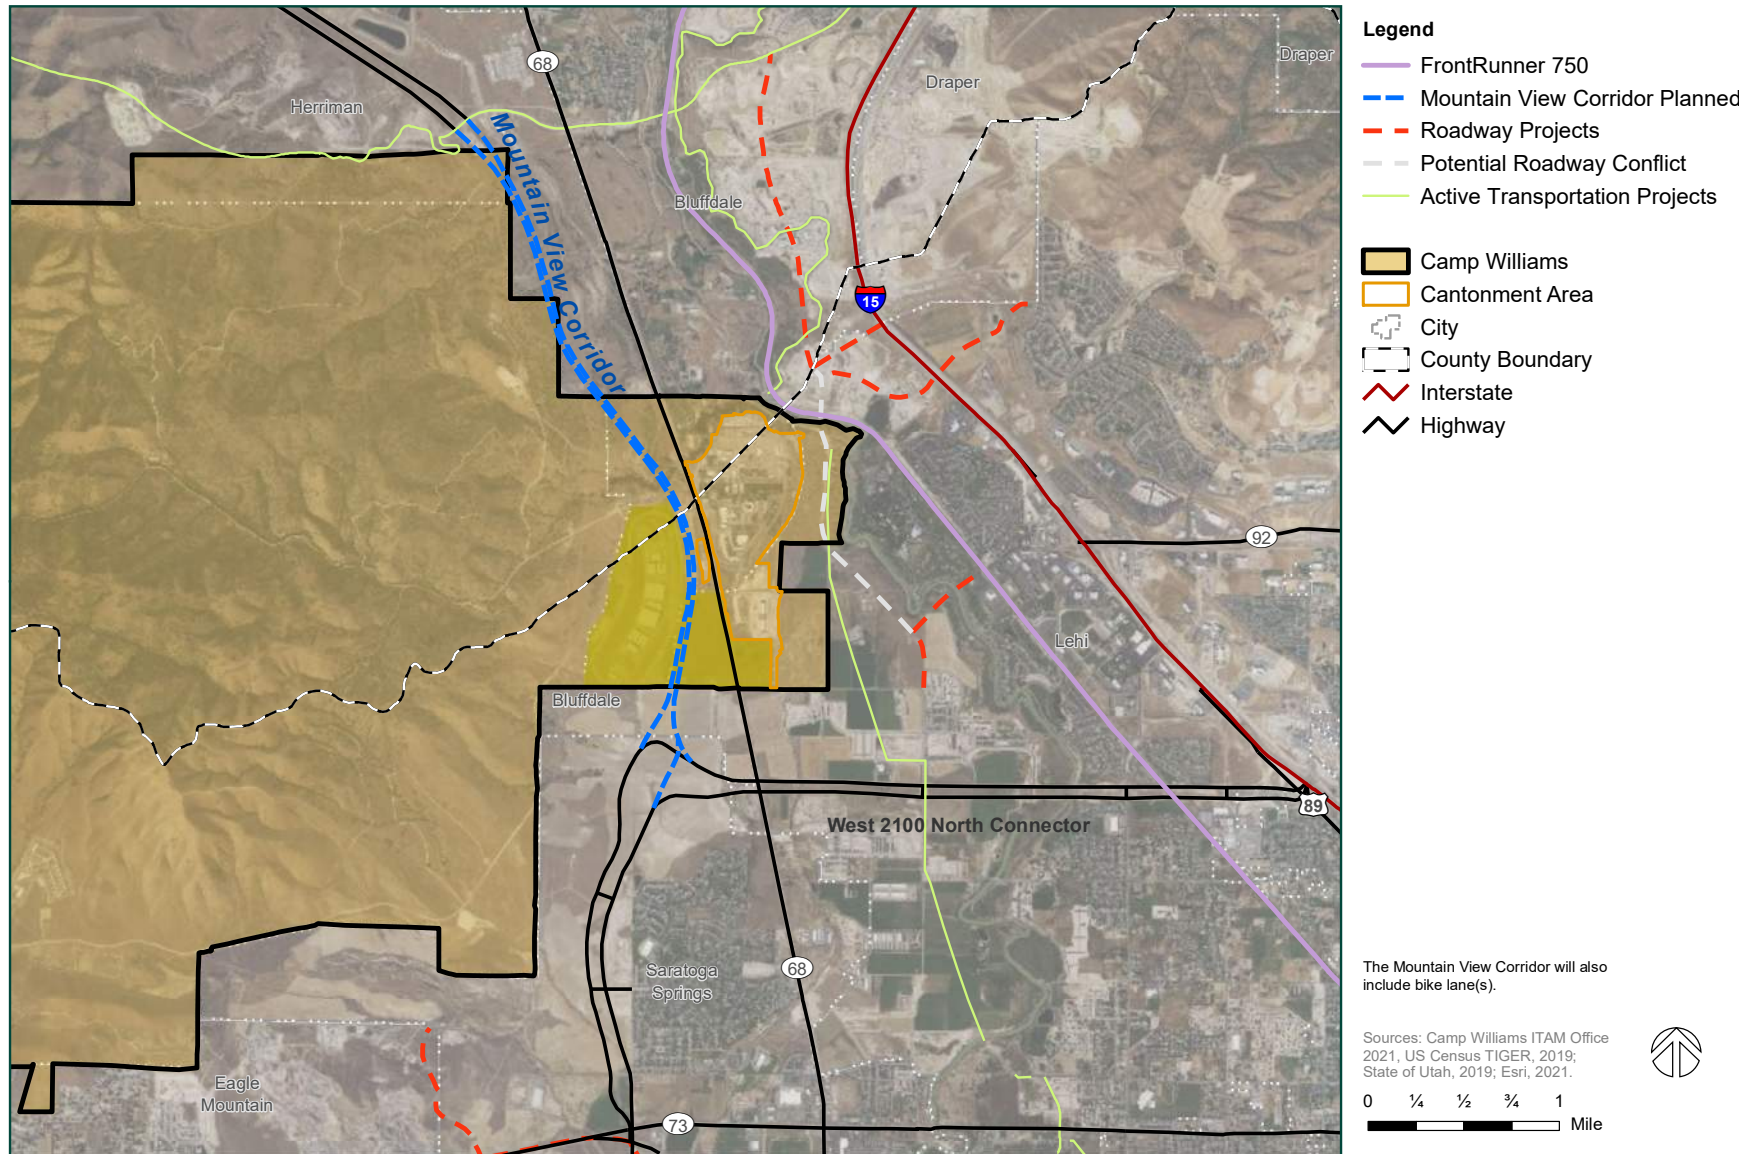 68
Herriman
Draper
Draper
Mountain View Corridor
Bluffdale
15
92
Lehi
Bluffdale
89
West 2100 North Connector
Saratoga
Springs
68
Eagle
Mountain
73
Legend
FrontRunner 750
Mountain View Corridor Planned
Roadway Projects
Potential Roadway Conflict
Active Transportation Projects
Camp Williams
Cantonment Area
City
County Boundary
Interstate
Highway
The Mountain View Corridor will also
include bike lane(s).
Sources: Camp Williams ITAM Office
2021, US Census TIGER, 2019;
State of Utah, 2019; Esri, 2021.
0 ¼ ½ ¾ 1
Mile